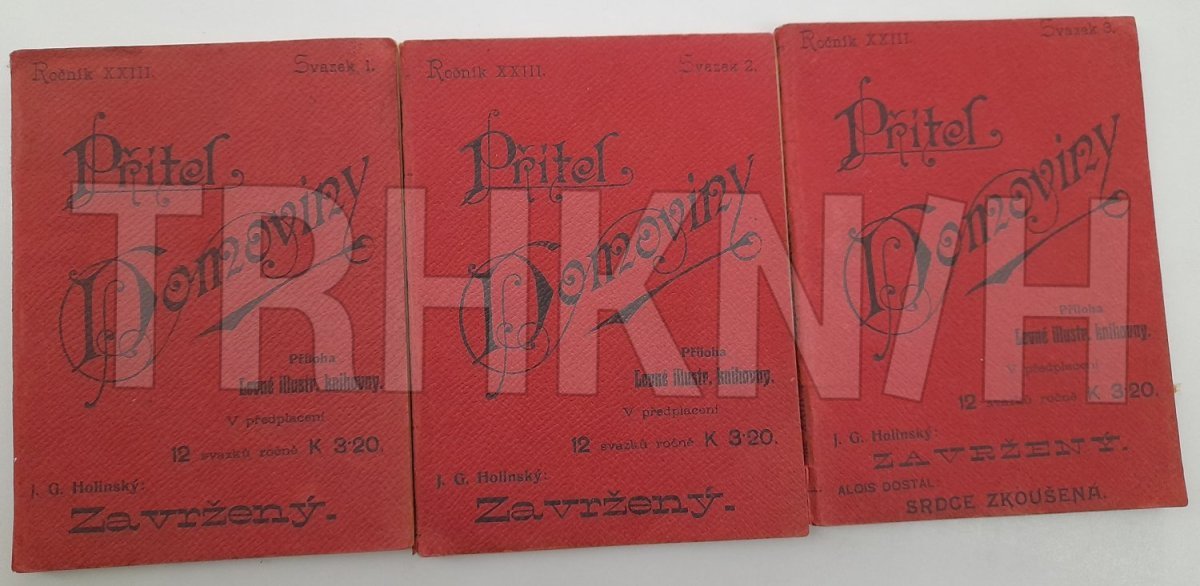 Ročník XXIII. Svazek 1.
Přítel
Domoviny
Příloha
Levné illustr. knihovny.
V předplacení
12 svazků ročně K 3·20.
J. G. Holinský:
Zavržený.
Ročník XXIII. Svazek 2.
Přítel
Domoviny
Příloha
Levné illustr. knihovny.
V předplacení
12 svazků ročně K 3·20.
J. G. Holinský:
Zavržený.
Ročník XXIII. Svazek 3.
Přítel
Domoviny
Příloha
Levné illustr. knihovny.
12 svazků ročně K 3·20.
J. G. Holinský:
ZAVRŽENÝ.
ALOIS DOSTAL:
SRDCE ZKOUŠENÁ.
TRHKNIH